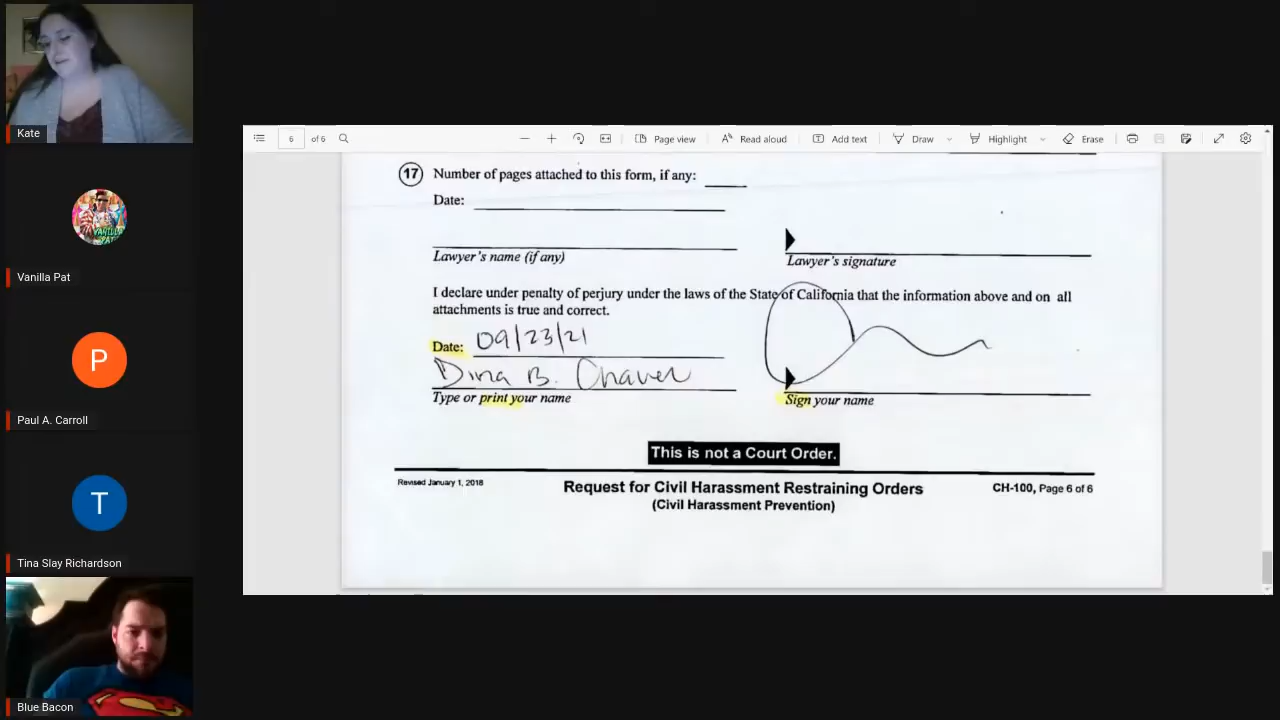 Kate
Vanilla Pat
VANILLA
PAT
P
Paul A. Carroll
T
Tina Slay Richardson
Blue Bacon
6 of 6
Page view
Read aloud
Add text
Draw
Highlight
Erase
17 Number of pages attached to this form, if any:
Date:
Lawyer's name (if any)
Lawyer's signature
I declare under penalty of perjury under the laws of the State of California that the information above and on all
attachments is true and correct.
Date: 09/23/21
Dina B. Chavez
Type or print your name
Sign your name
This is not a Court Order.
Revised January 1, 2018
Request for Civil Harassment Restraining Orders
(Civil Harassment Prevention)
CH-100, Page 6 of 6